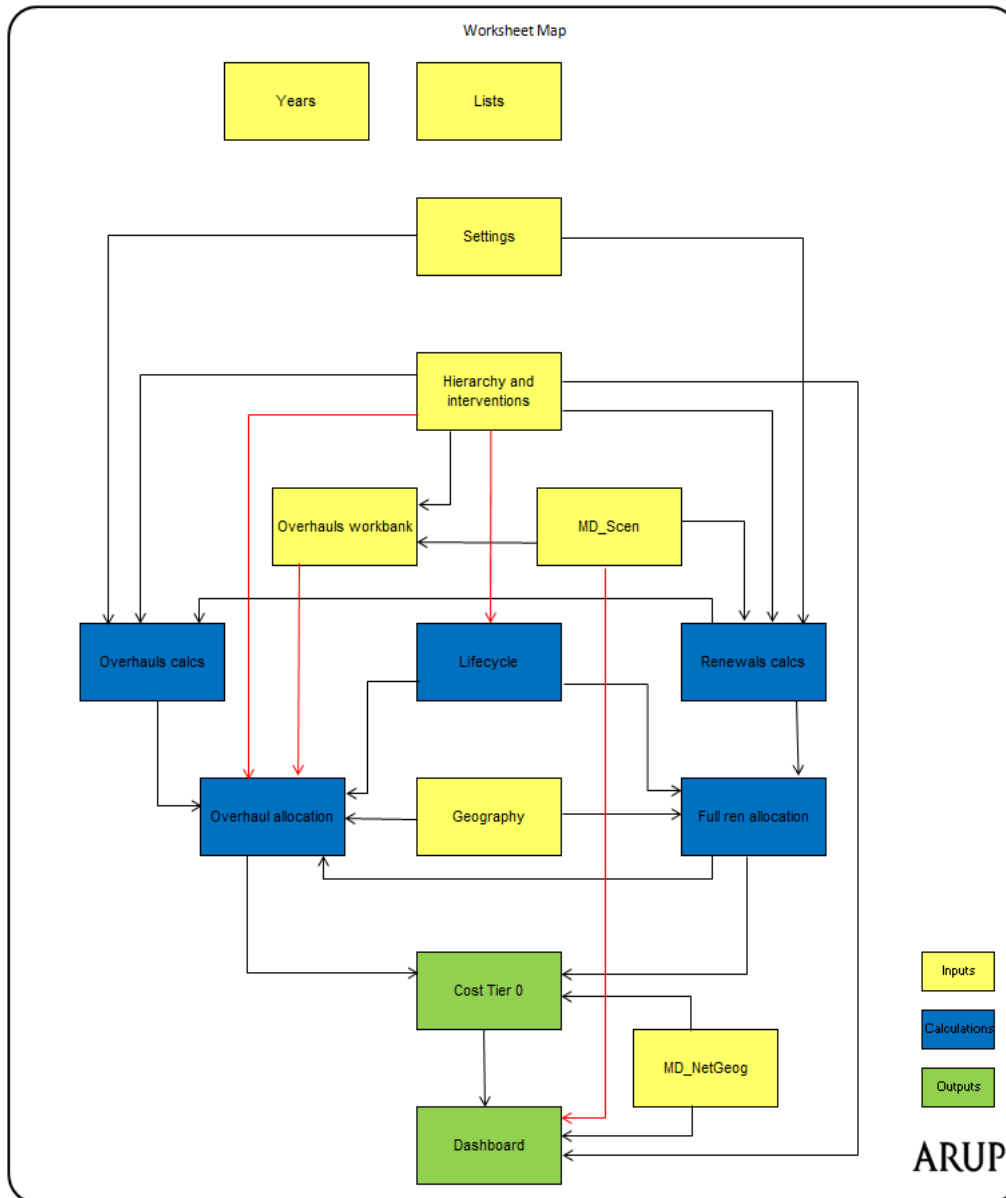 Worksheet Map
Years
Lists
Settings
Hierarchy and
interventions
Overhauls workbank
MD_Scen
Overhauls calcs
Lifecycle
Renewals calcs
Overhaul allocation
Geography
Full ren allocation
Cost Tier 0
Inputs
Calculations
MD_NetGeog
Outputs
Dashboard
ARUP